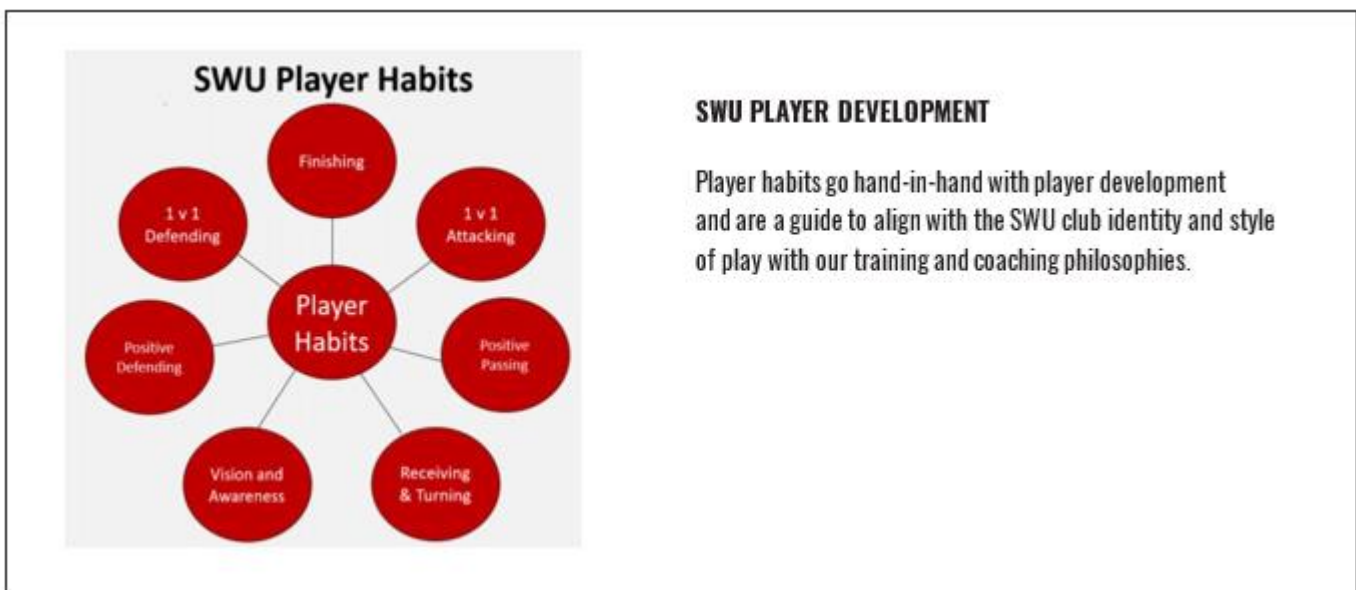 SWU Player Habits
Finishing
1 v 1
Defending
1 v 1
Attacking
Player
Habits
Positive
Defending
Positive
Passing
Vision and
Awareness
Receiving
& Turning
SWU PLAYER DEVELOPMENT
Player habits go hand-in-hand with player development
and are a guide to align with the SWU club identity and style
of play with our training and coaching philosophies.